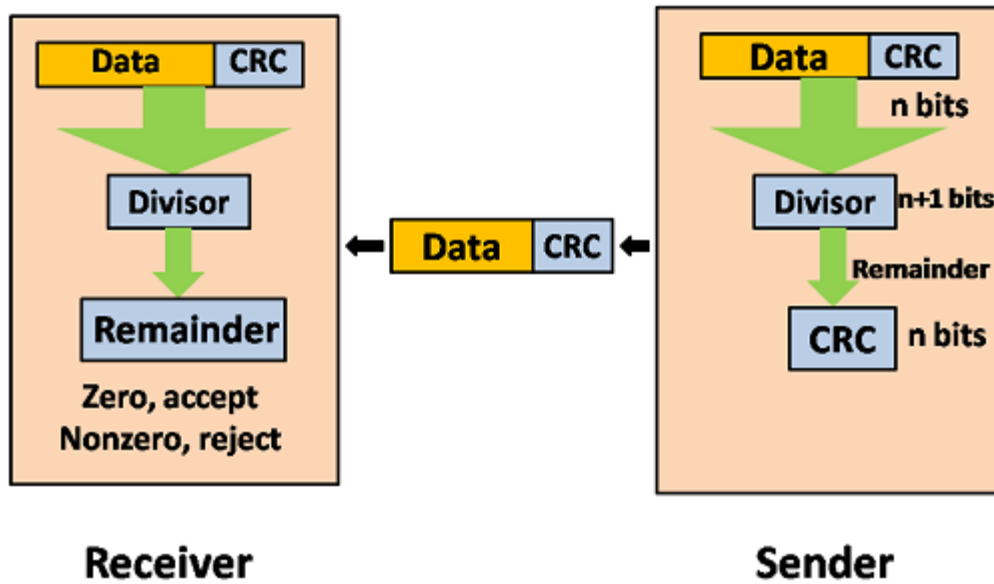 Data CRC
Divisor
Remainder
Zero, accept
Nonzero, reject
Receiver
Data CRC
Data CRC
n bits
Divisor n+1 bits
Remainder
CRC n bits
Sender